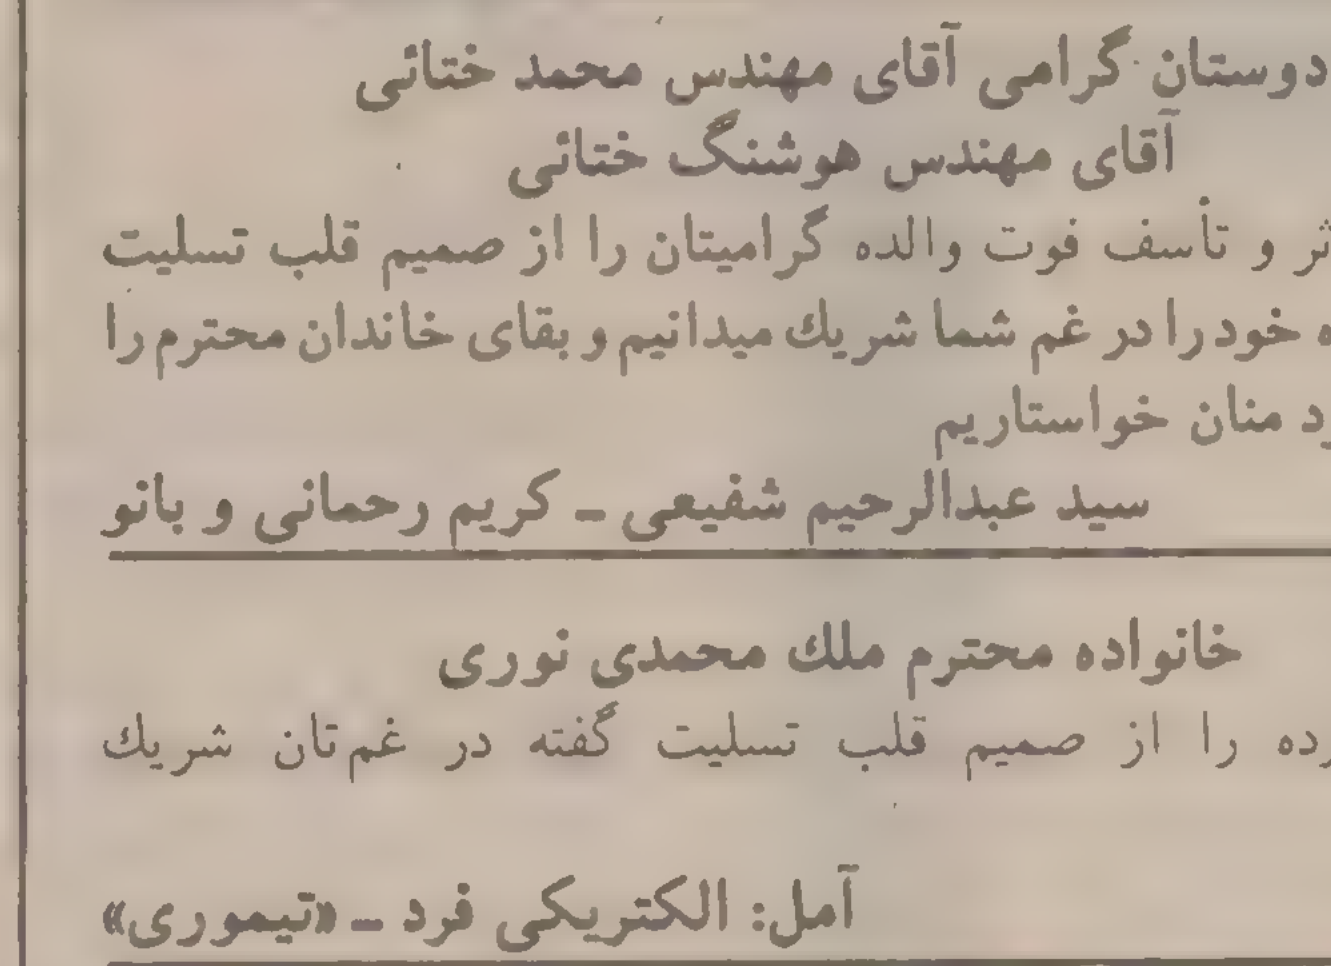 دوستان گرامی آقای مهندس محمد ختائی
آقای مهندس هوشنگ ختائی
و تأسف فوت والده گرامیتان را از صمیم قلب تسلیت
خود را در غم شما شریك میدانیم و بقای خاندان محترم را
منان خواستاریم
سید عبدالرحیم شفیعی ـ کریم رحمانی و بانو
خانواده محترم ملك محمدی نوری
را از صمیم قلب تسلیت گفته در غم‌تان شریك
آمل: الکتریکی فرد ـ «تیموری»